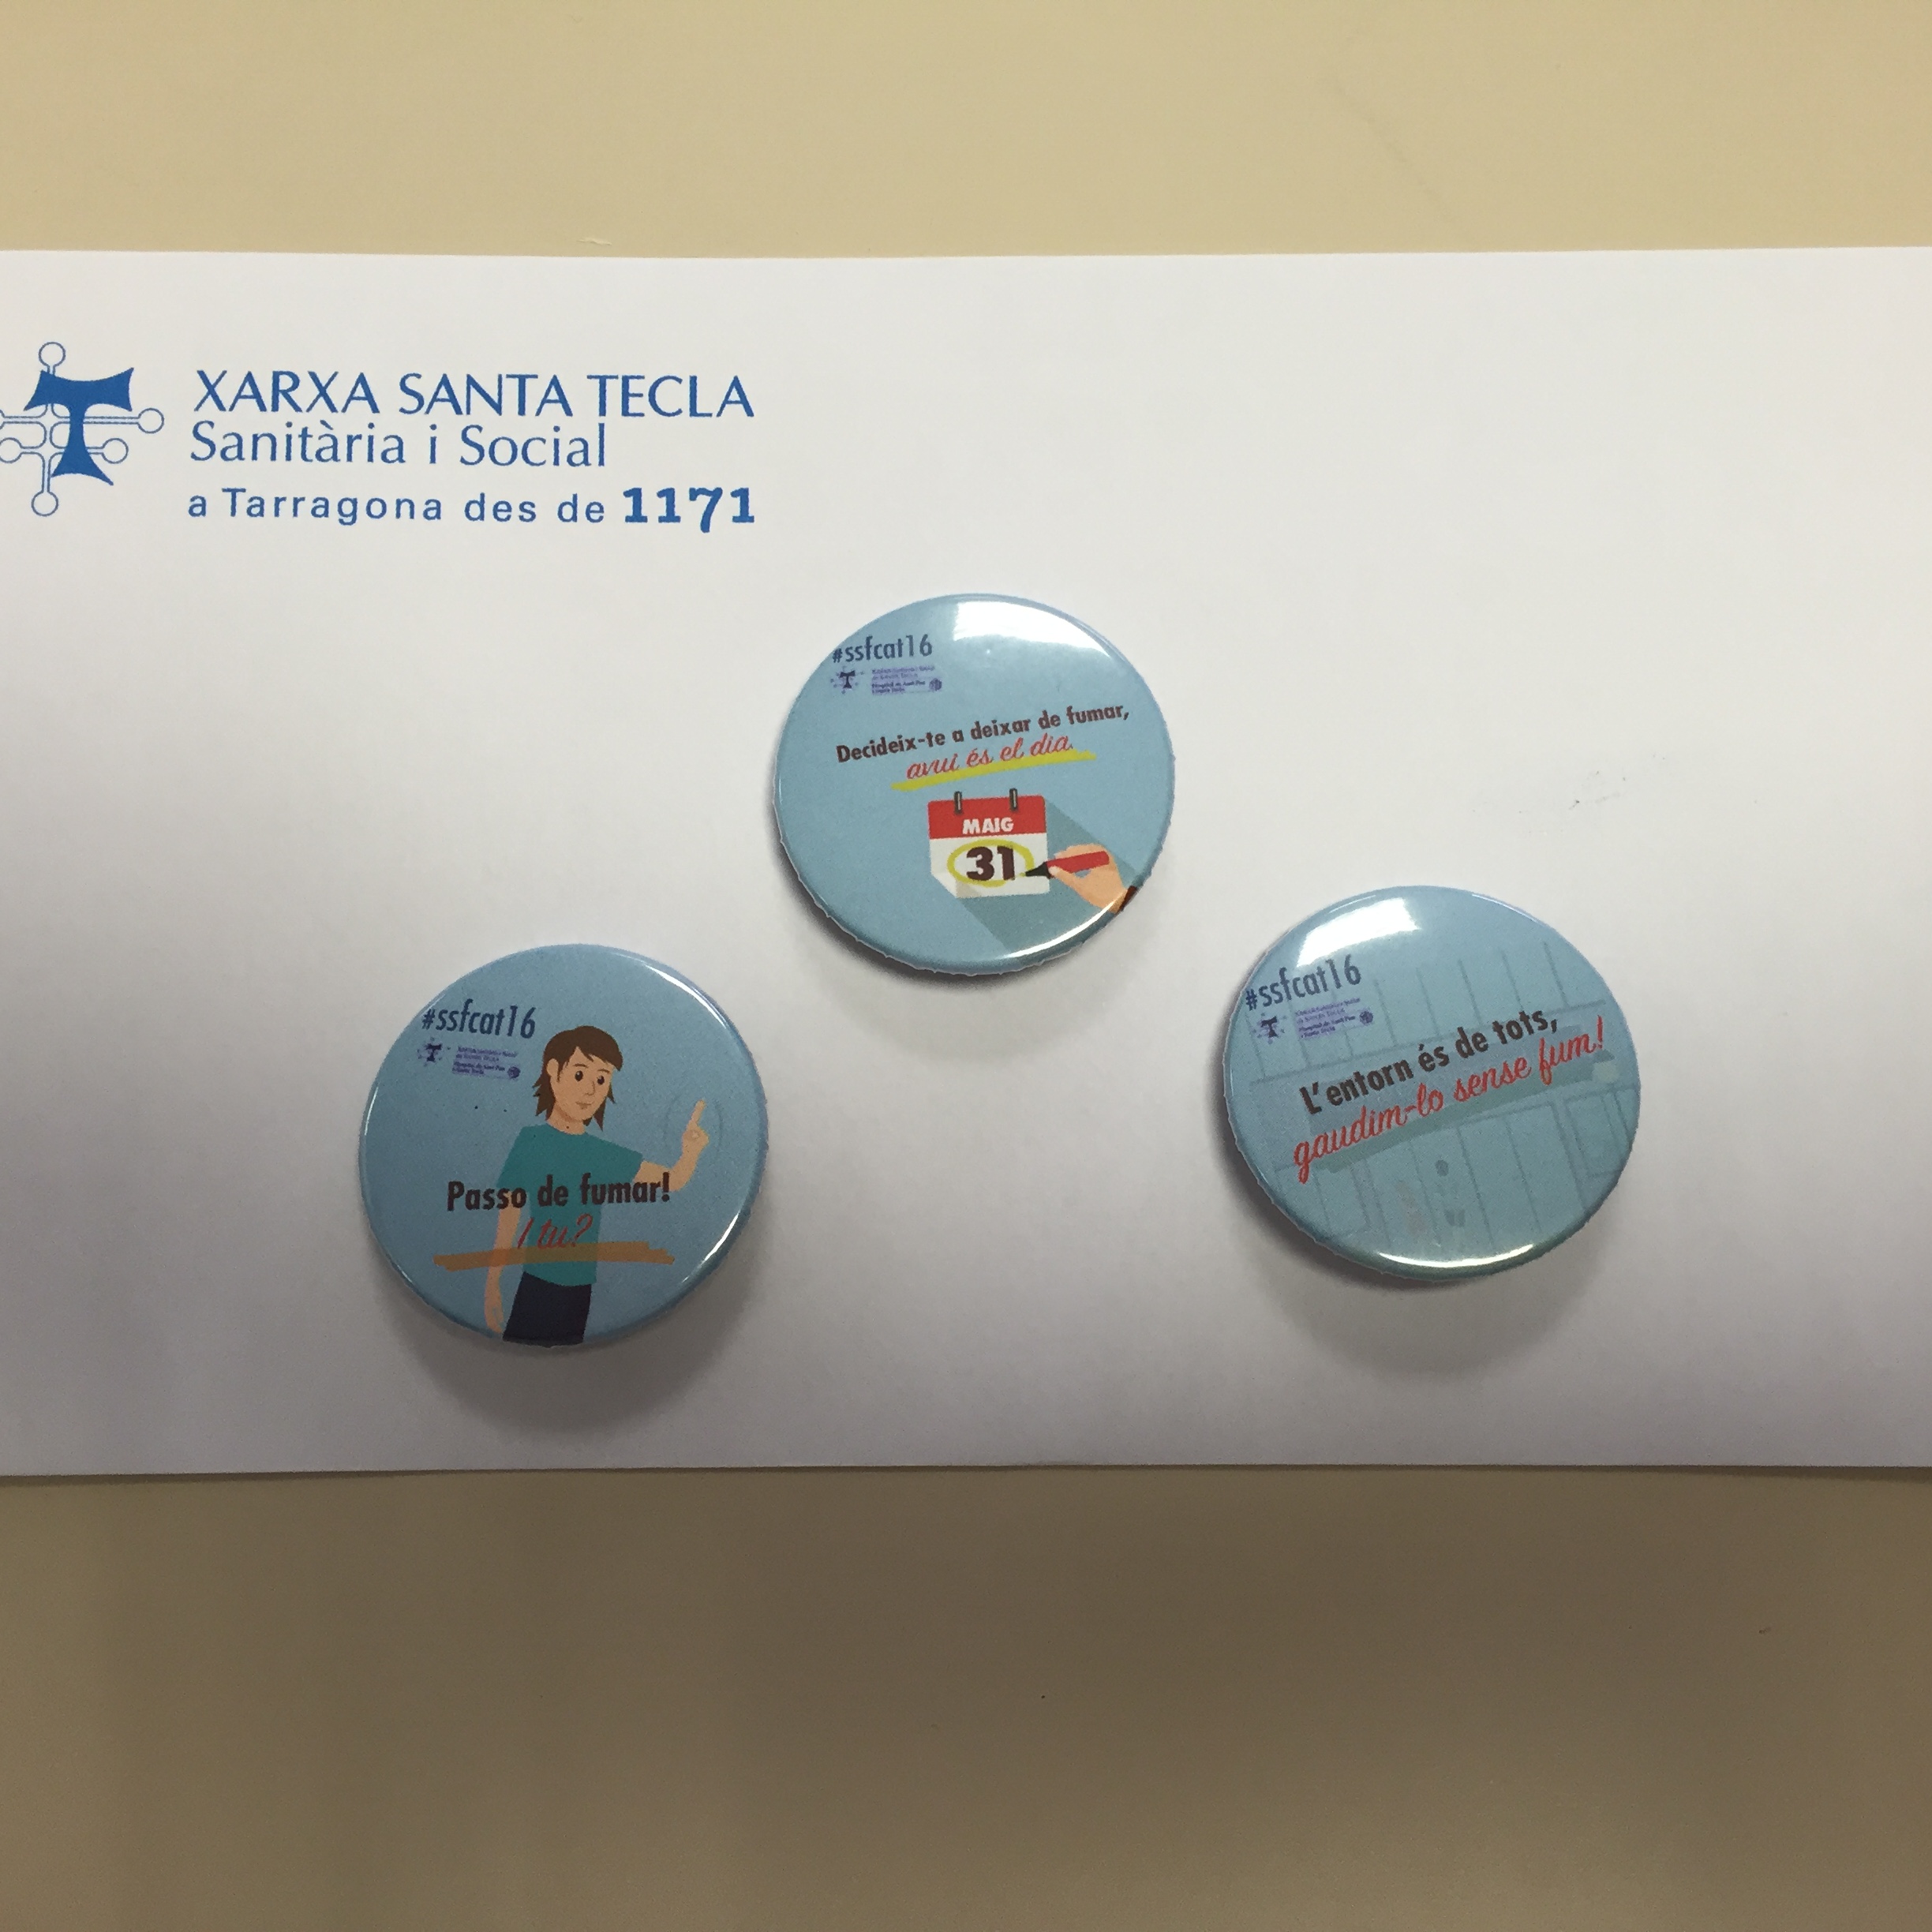 XARXA SANTA TECLA
Sanitària i Social
a Tarragona des de 1171
#ssfcat16
Decideix-te a deixar de fumar,
avui és el dia.
MAIG
31
#ssfcat16
Passo de fumar!
I tu?
#ssfcat16
L'entorn és de tots,
gaudim-lo sense fum!